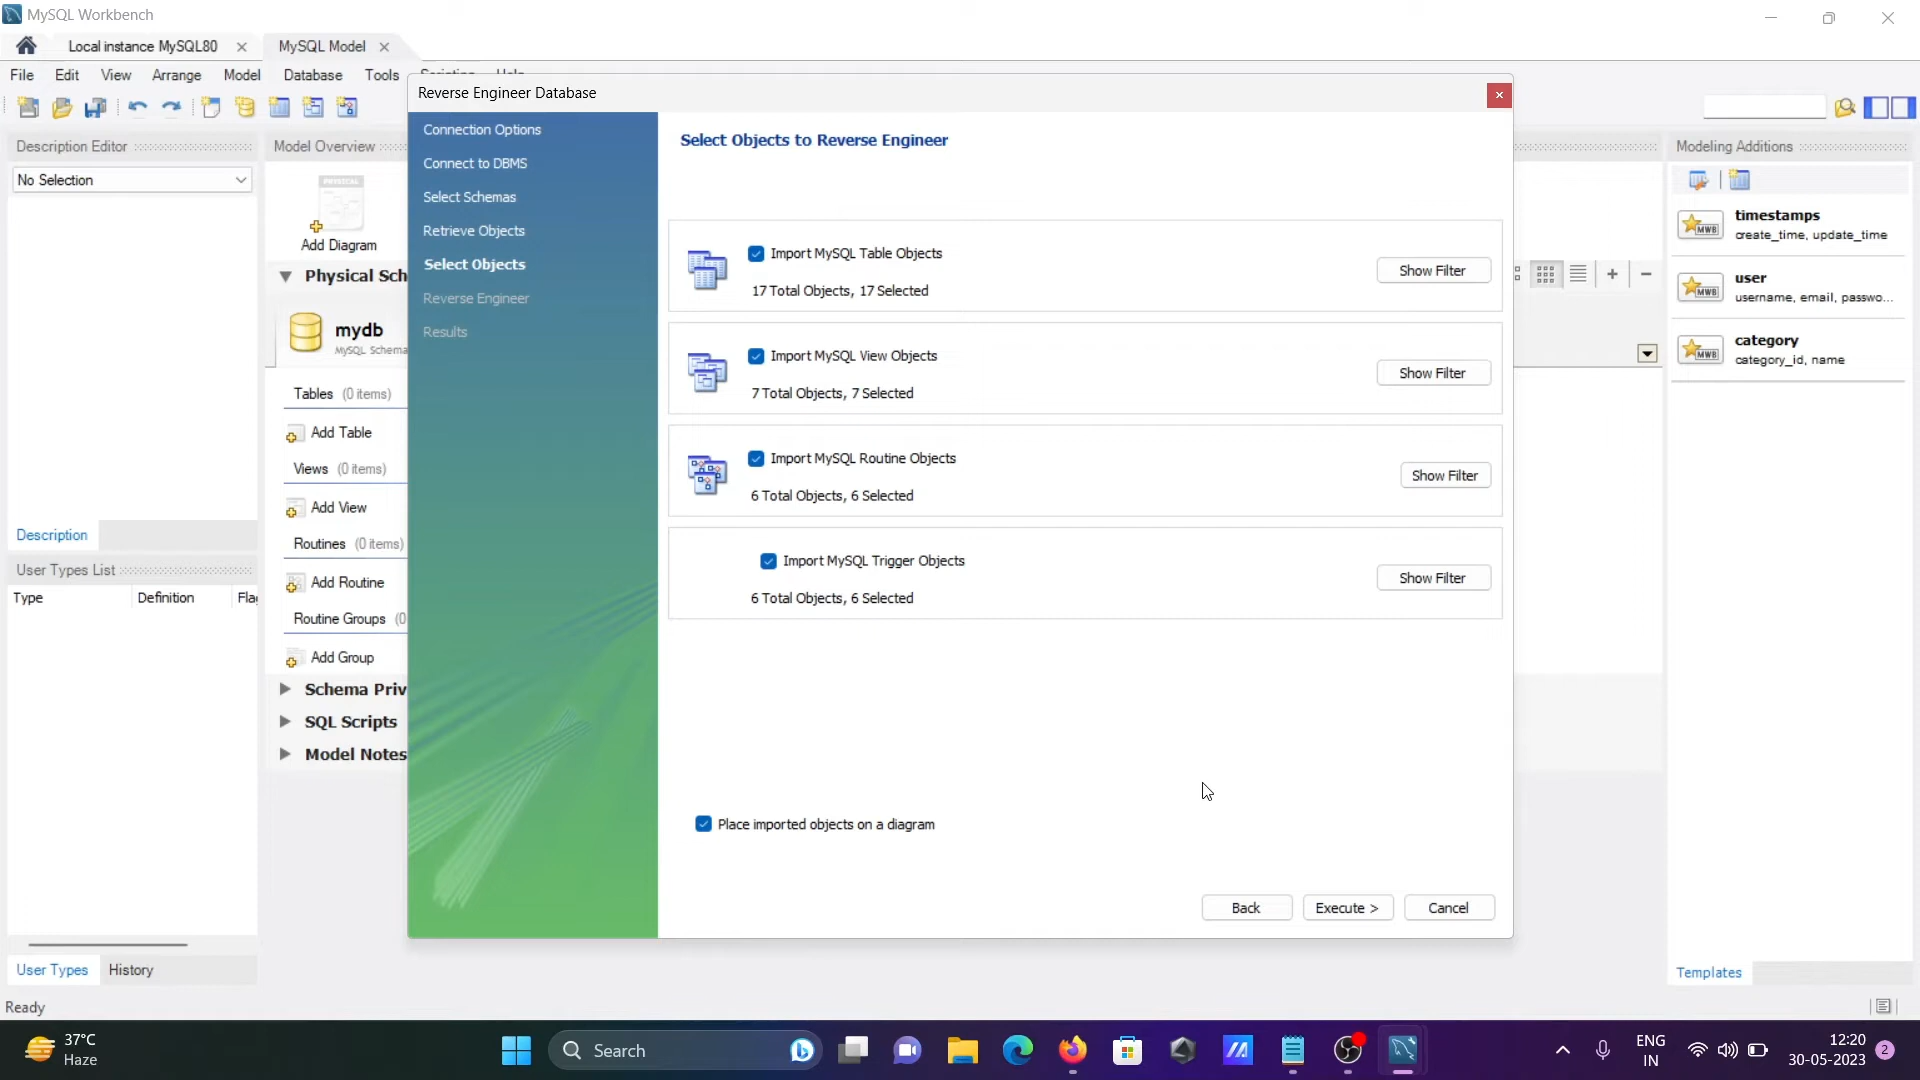 MySQL Workbench
Local instance MySQL80
MySQL Model
File Edit View Arrange Model Database Tools Scripting Help
Reverse Engineer Database
Description Editor
No Selection
Description
User Types List
Type Definition Fla
User Types History
Ready
Model Overview
PHYSICAL
Add Diagram
Physical Sch
mydb
MySQL Schema
Tables (0 items)
Add Table
Views (0 items)
Add View
Routines (0 items)
Add Routine
Routine Groups (0
Add Group
Schema Priv
SQL Scripts
Model Notes
Connection Options
Connect to DBMS
Select Schemas
Retrieve Objects
Select Objects
Reverse Engineer
Results
Select Objects to Reverse Engineer
Import MySQL Table Objects
17 Total Objects, 17 Selected
Show Filter
Import MySQL View Objects
7 Total Objects, 7 Selected
Show Filter
Import MySQL Routine Objects
6 Total Objects, 6 Selected
Show Filter
Import MySQL Trigger Objects
6 Total Objects, 6 Selected
Show Filter
Place imported objects on a diagram
Back Execute > Cancel
Modeling Additions
MWB
timestamps
create_time, update_time
MWB
user
username, email, passwo...
MWB
category
category_id, name
Templates
37°C
Haze
Search
ENG
IN
12:20
30-05-2023
2